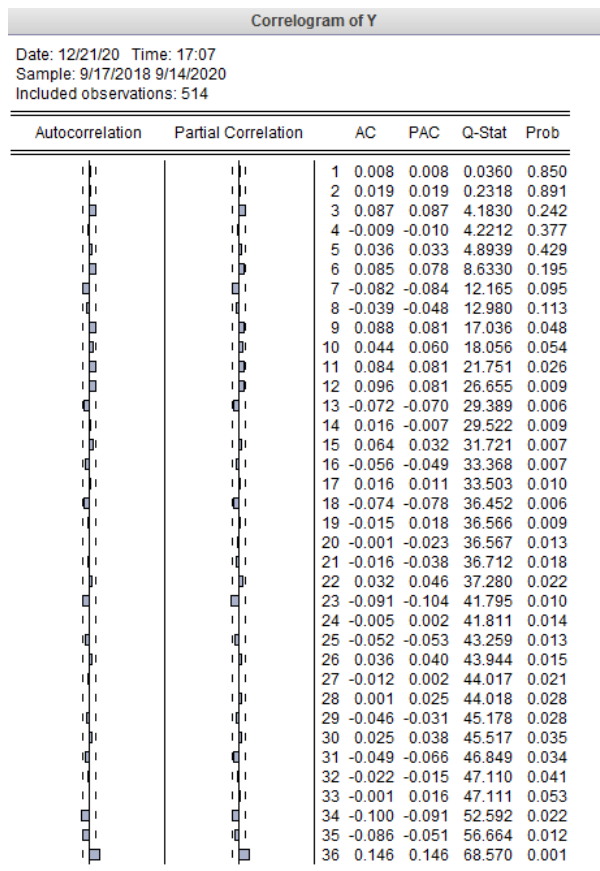 Correlogram of Y
Date: 12/21/20 Time: 17:07
Sample: 9/17/2018 9/14/2020
Included observations: 514
Autocorrelation Partial Correlation AC PAC Q-Stat Prob
1 0.008 0.008 0.0360 0.850
2 0.019 0.019 0.2318 0.891
3 0.087 0.087 4.1830 0.242
4 -0.009 -0.010 4.2212 0.377
5 0.036 0.033 4.8939 0.429
6 0.085 0.078 8.6330 0.195
7 -0.082 -0.084 12.165 0.095
8 -0.039 -0.048 12.980 0.113
9 0.088 0.081 17.036 0.048
10 0.044 0.060 18.056 0.054
11 0.084 0.081 21.751 0.026
12 0.096 0.081 26.655 0.009
13 -0.072 -0.070 29.389 0.006
14 0.016 -0.007 29.522 0.009
15 0.064 0.032 31.721 0.007
16 -0.056 -0.049 33.368 0.007
17 0.016 0.011 33.503 0.010
18 -0.074 -0.078 36.452 0.006
19 -0.015 0.018 36.566 0.009
20 -0.001 -0.023 36.567 0.013
21 -0.016 -0.038 36.712 0.018
22 0.032 0.046 37.280 0.022
23 -0.091 -0.104 41.795 0.010
24 -0.005 0.002 41.811 0.014
25 -0.052 -0.053 43.259 0.013
26 0.036 0.040 43.944 0.015
27 -0.012 0.002 44.017 0.021
28 0.001 0.025 44.018 0.028
29 -0.046 -0.031 45.178 0.028
30 0.025 0.038 45.517 0.035
31 -0.049 -0.066 46.849 0.034
32 -0.022 -0.015 47.110 0.041
33 -0.001 0.016 47.111 0.053
34 -0.100 -0.091 52.592 0.022
35 -0.086 -0.051 56.664 0.012
36 0.146 0.146 68.570 0.001